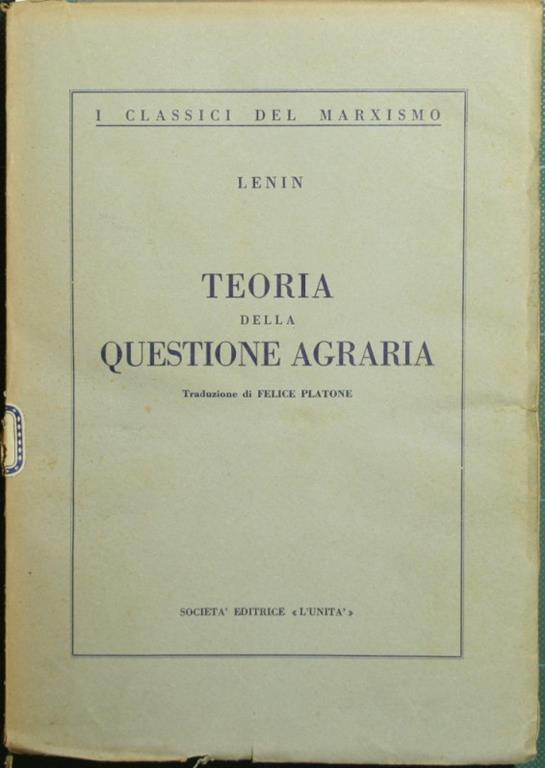 I CLASSICI DEL MARXISMO
LENIN
TEORIA
DELLA
QUESTIONE AGRARIA
Traduzione di FELICE PLATONE
SOCIETA' EDITRICE «L'UNITA'»